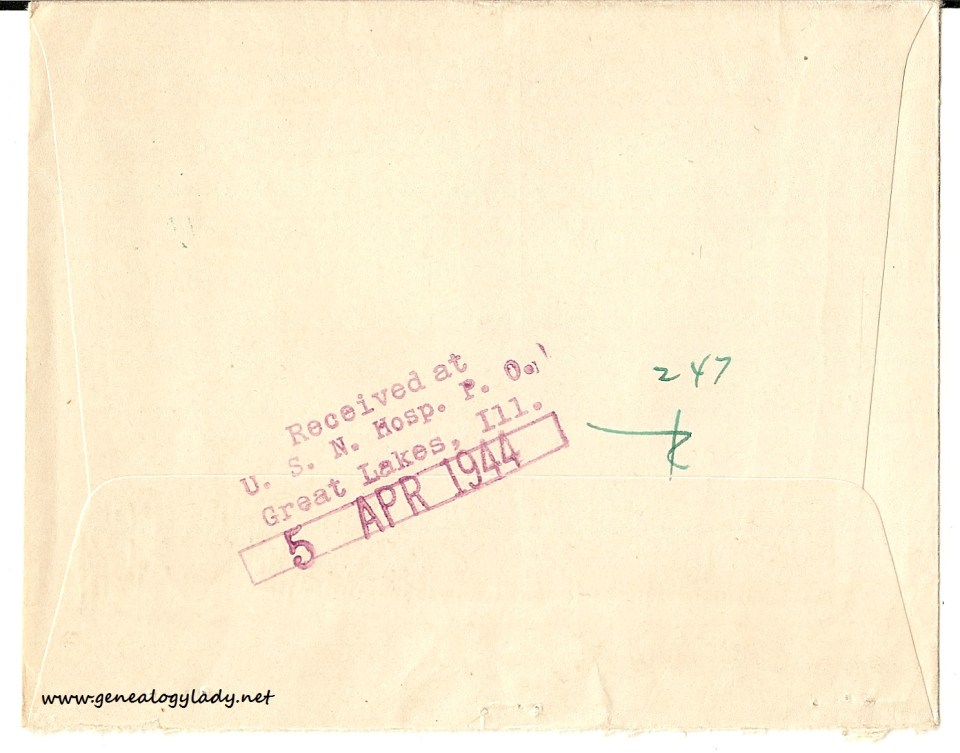 Received at
U. S. N. Hosp. P. O.
Great Lakes, Ill.
5 APR 1944
247
www.genealogylady.net